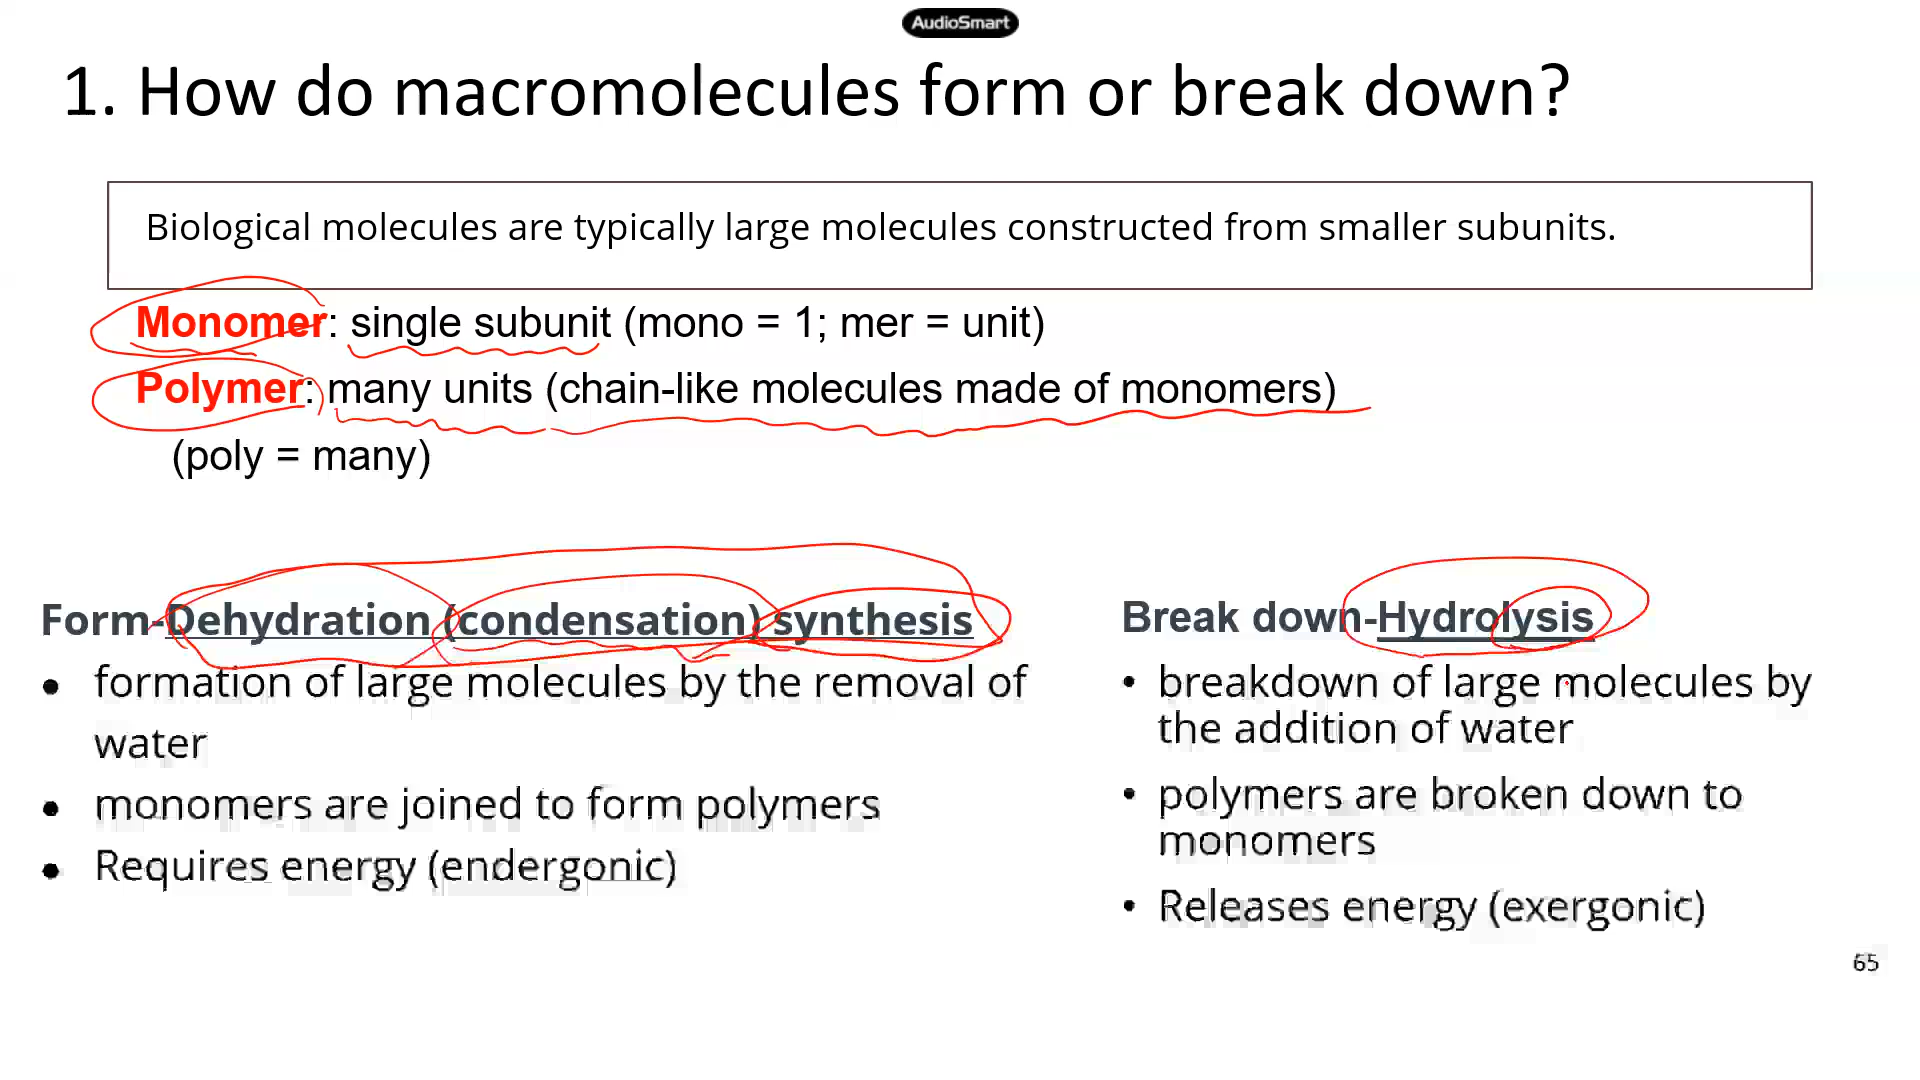 AudioSmart
1. How do macromolecules form or break down?
Biological molecules are typically large molecules constructed from smaller subunits.
Monomer: single subunit (mono = 1; mer = unit)
Polymer: many units (chain-like molecules made of monomers)
(poly = many)
Form-Dehydration (condensation) synthesis
• formation of large molecules by the removal of
water
• monomers are joined to form polymers
• Requires energy (endergonic)
Break down-Hydrolysis
• breakdown of large molecules by
the addition of water
• polymers are broken down to
monomers
• Releases energy (exergonic)
65